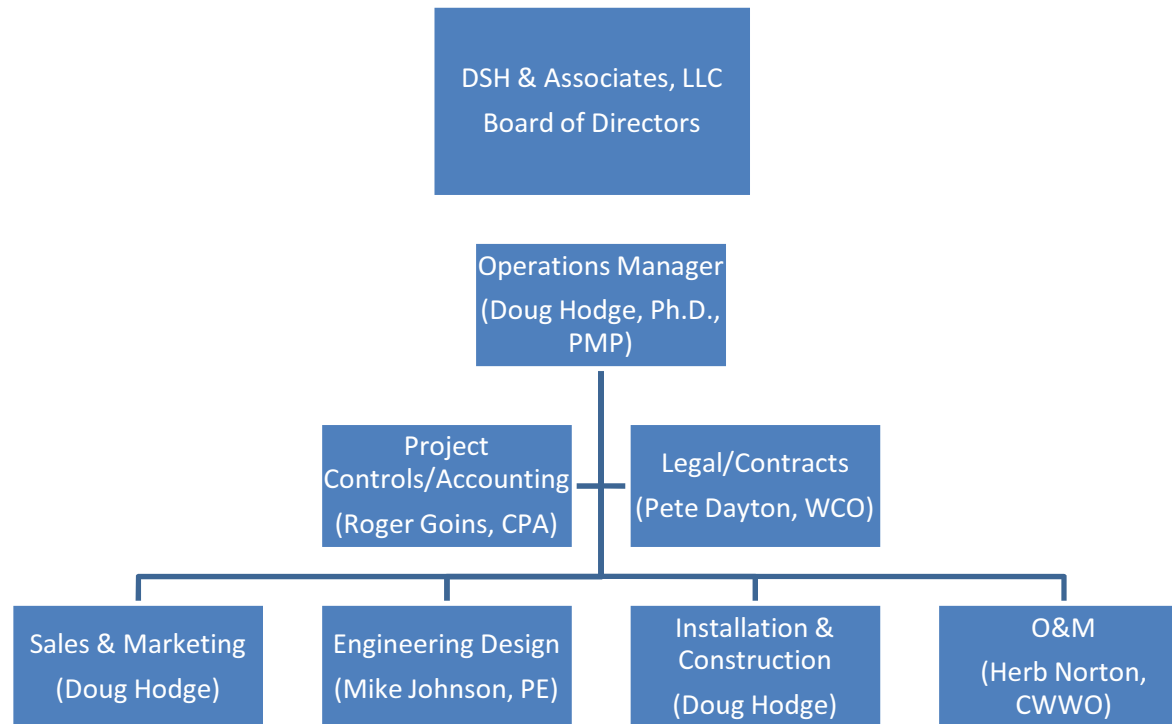 DSH & Associates, LLC
Board of Directors
Operations Manager
(Doug Hodge, Ph.D.,
PMP)
Project
Controls/Accounting
(Roger Goins, CPA)
Legal/Contracts
(Pete Dayton, WCO)
Sales & Marketing
(Doug Hodge)
Engineering Design
(Mike Johnson, PE)
Installation &
Construction
(Doug Hodge)
O&M
(Herb Norton,
CWWO)